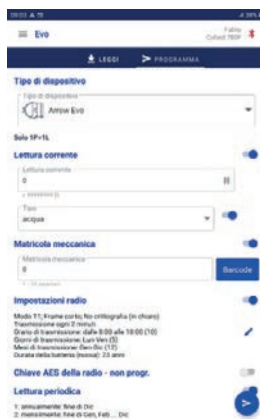 Evo
LEGGI
PROGRAMMA
Tipo di dispositivo
Tipo di dispositivo
Arrow Evo
Solo 1P=1L
Lettura corrente
Lettura corrente
0
Tipo
acqua
Matricola meccanica
Matricola meccanica
Barcode
Impostazioni radio
Modo T1; Frame corto; No crittografia (in chiaro)
Trasmissione ogni 2 minuti
Orario di trasmissione: dalle 8:00 alle 18:00 (10)
Giorni di trasmissione: Lun-Ven (5)
Mesi di trasmissione: Gen-Dic (12)
Durata della batteria (nuova): 23 anni
Chiave AES della radio - non progr.
Lettura periodica
1: annualmente: fine di Dic
2: mensilmente: fine di Gen, Feb ... Dic